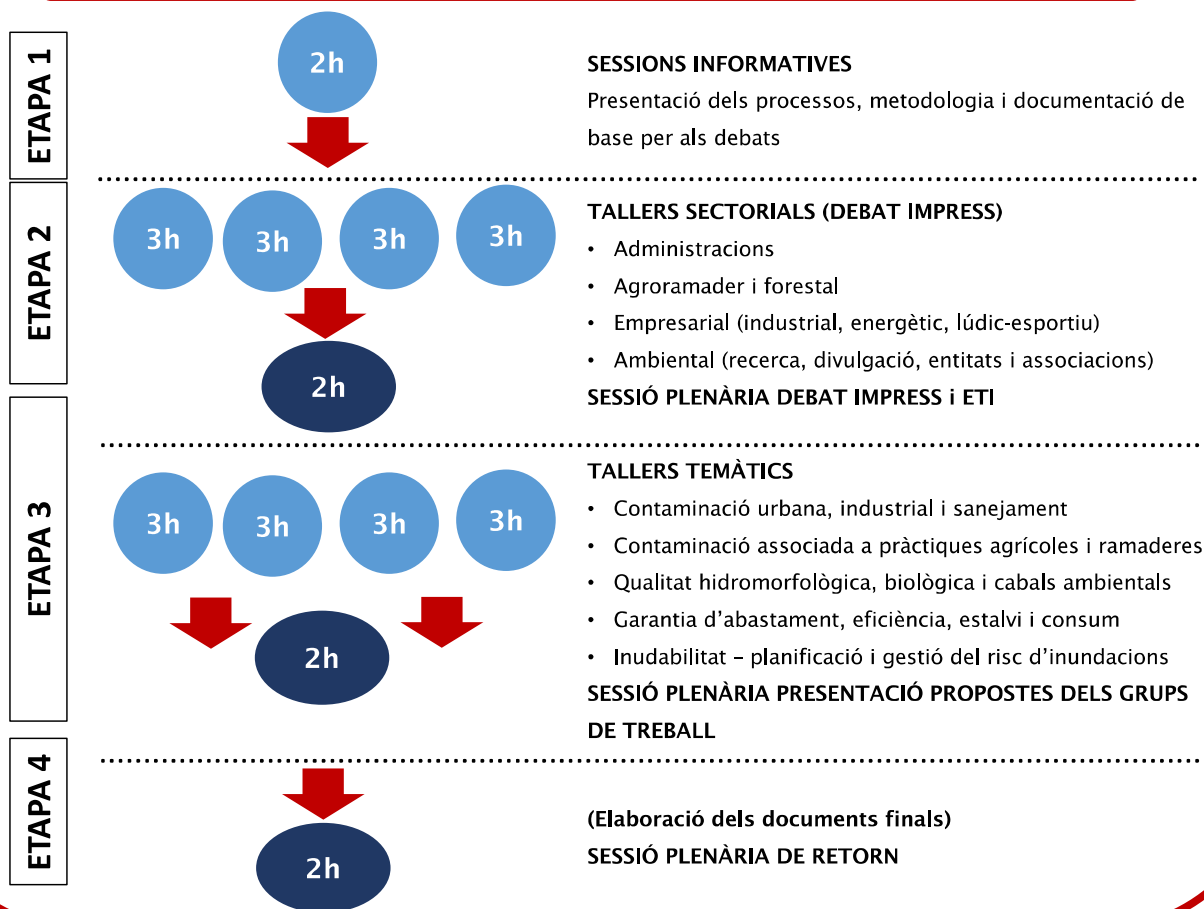 ETAPA 1
2h
SESSIONS INFORMATIVES
Presentació dels processos, metodologia i documentació de
base per als debats
ETAPA 2
3h
3h
3h
3h
2h
TALLERS SECTORIALS (DEBAT IMPRESS)
• Administracions
• Agroramader i forestal
• Empresarial (industrial, energètic, lúdic-esportiu)
• Ambiental (recerca, divulgació, entitats i associacions)
SESSIÓ PLENÀRIA DEBAT IMPRESS i ETI
ETAPA 3
3h
3h
3h
3h
2h
TALLERS TEMÀTICS
• Contaminació urbana, industrial i sanejament
• Contaminació associada a pràctiques agrícoles i ramaderes
• Qualitat hidromorfològica, biològica i cabals ambientals
• Garantia d'abastament, eficiència, estalvi i consum
• Inudabilitat – planificació i gestió del risc d'inundacions
SESSIÓ PLENÀRIA PRESENTACIÓ PROPOSTES DELS GRUPS
DE TREBALL
ETAPA 4
2h
(Elaboració dels documents finals)
SESSIÓ PLENÀRIA DE RETORN